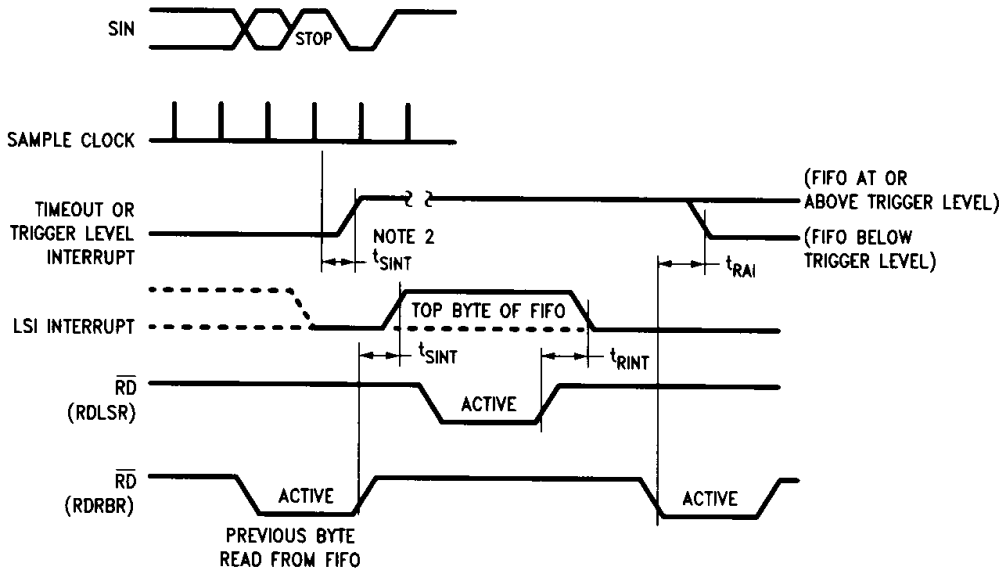 SIN
STOP
SAMPLE CLOCK
TIMEOUT OR
TRIGGER LEVEL
INTERRUPT
NOTE 2
tSINT
(FIFO AT OR
ABOVE TRIGGER LEVEL)
(FIFO BELOW
TRIGGER LEVEL)
tRAI
LSI INTERRUPT
TOP BYTE OF FIFO
tSINT
tRINT
RD
(RDLSR)
ACTIVE
RD
(RDRBR)
ACTIVE
ACTIVE
PREVIOUS BYTE
READ FROM FIFO